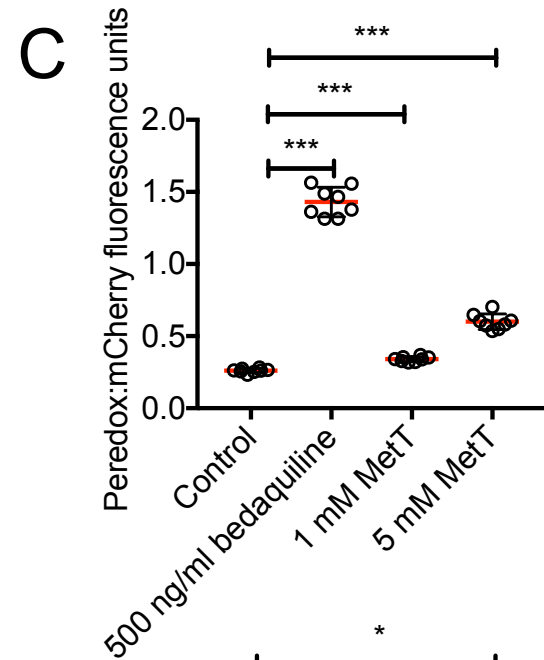 C
Peredox:mCherry fluorescence units
***
***
***
2.0
1.5
1.0
0.5
0.0
Control
500 ng/ml bedaquiline
1 mM MetT
5 mM MetT
*